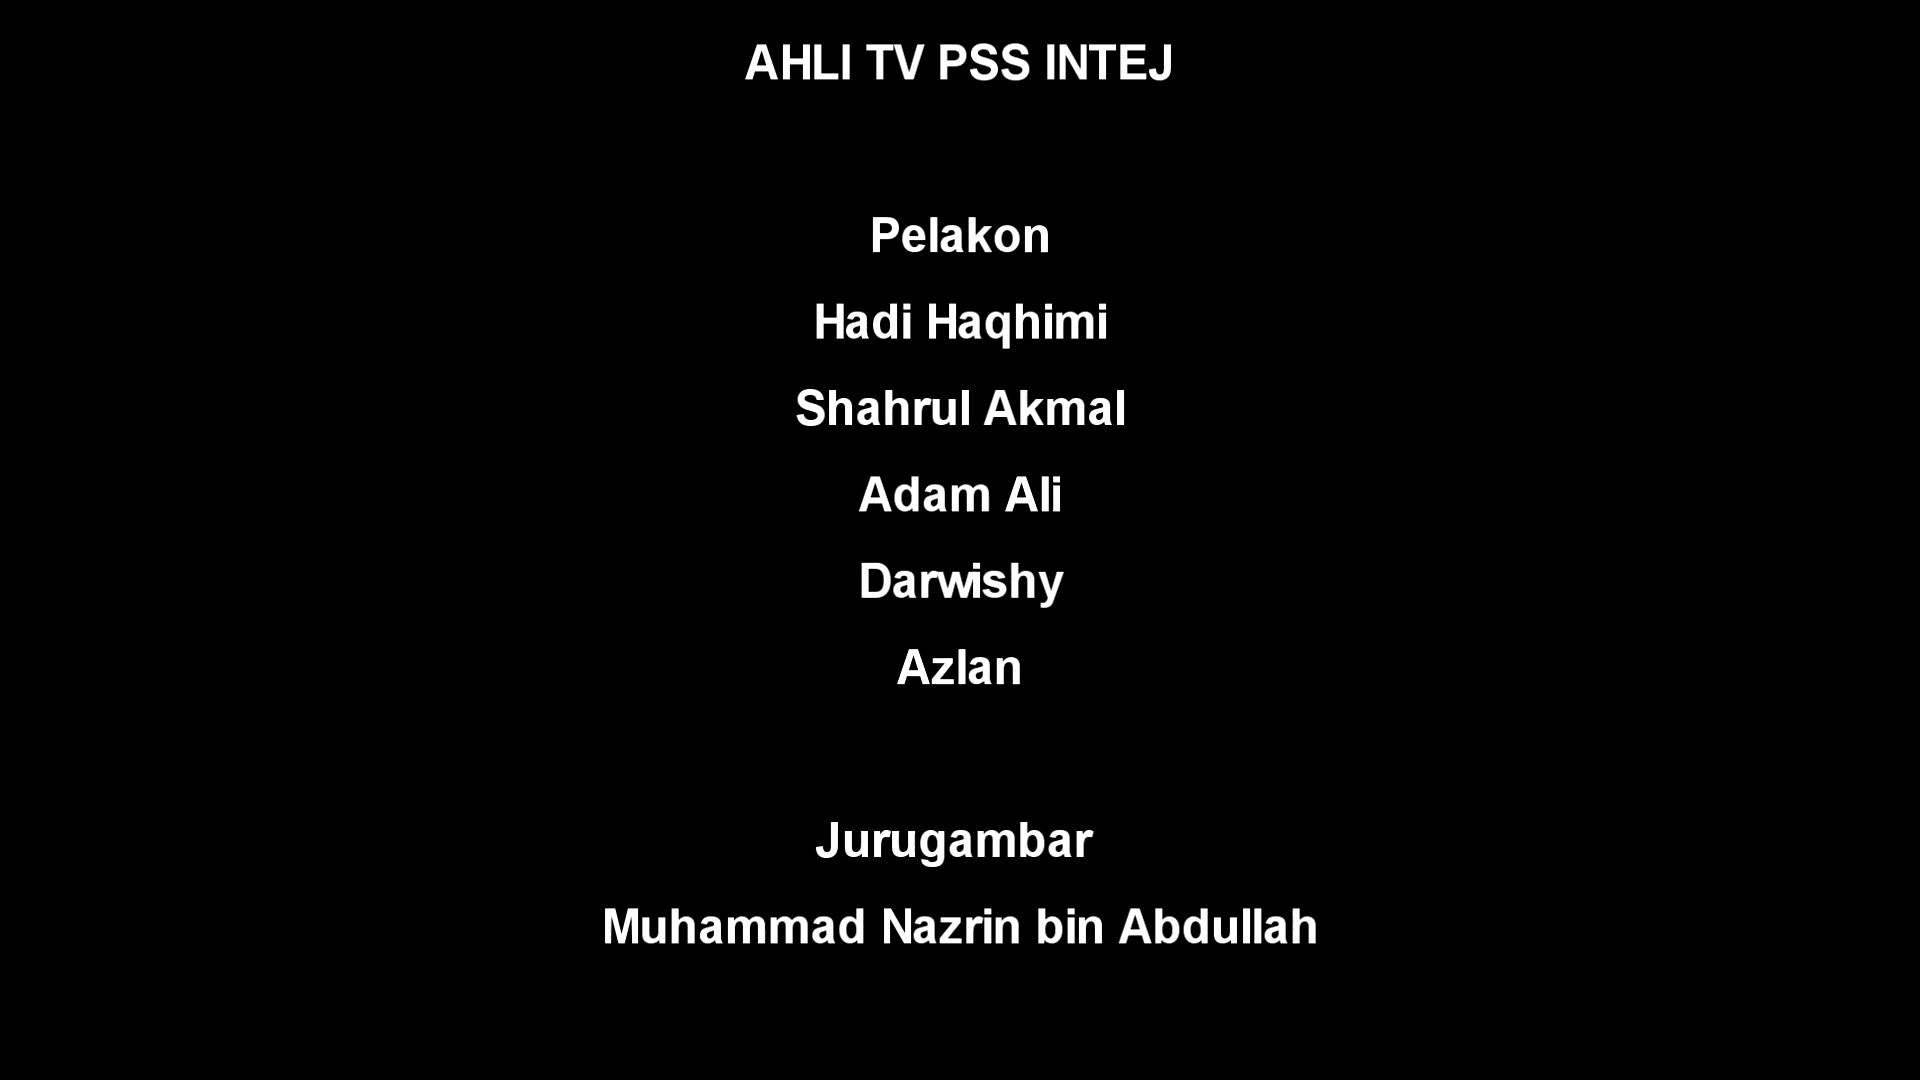 AHLI TV PSS INTEJ
Pelakon
Hadi Haqhimi
Shahrul Akmal
Adam Ali
Darwishy
Azlan
Jurugambar
Muhammad Nazrin bin Abdullah